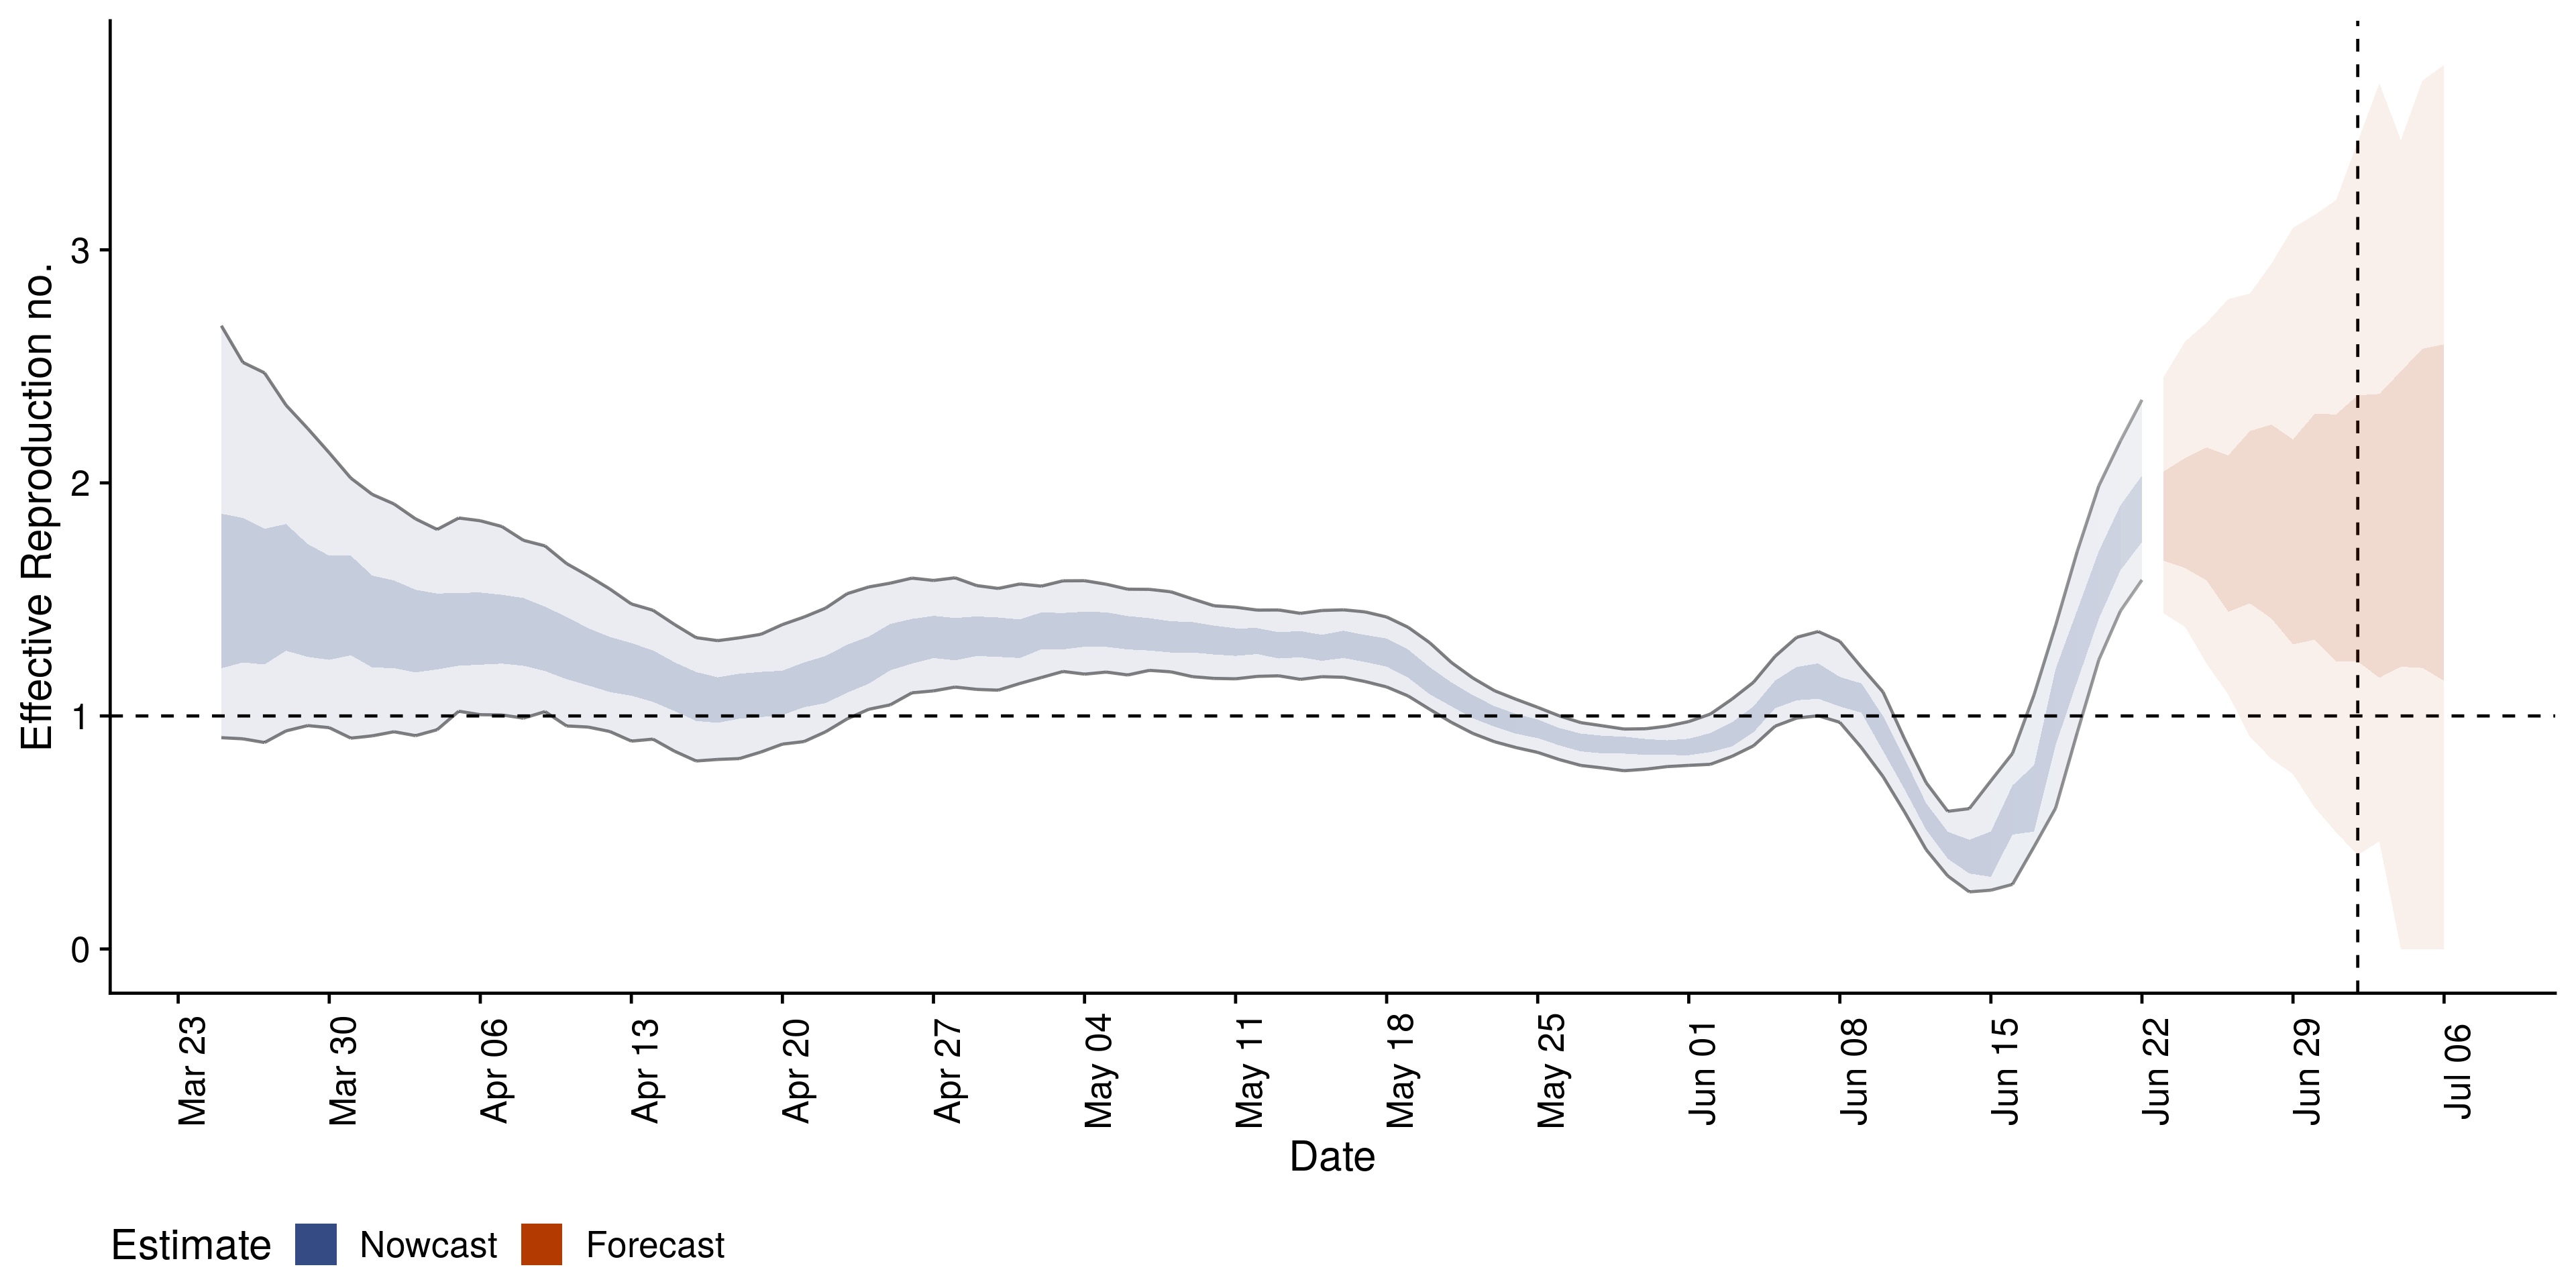 Effective Reproduction no.
3
2
1
0
Mar 23
Mar 30
Apr 06
Apr 13
Apr 20
Apr 27
May 04
May 11
May 18
May 25
Jun 01
Jun 08
Jun 15
Jun 22
Jun 29
Jul 06
Date
Estimate Nowcast Forecast